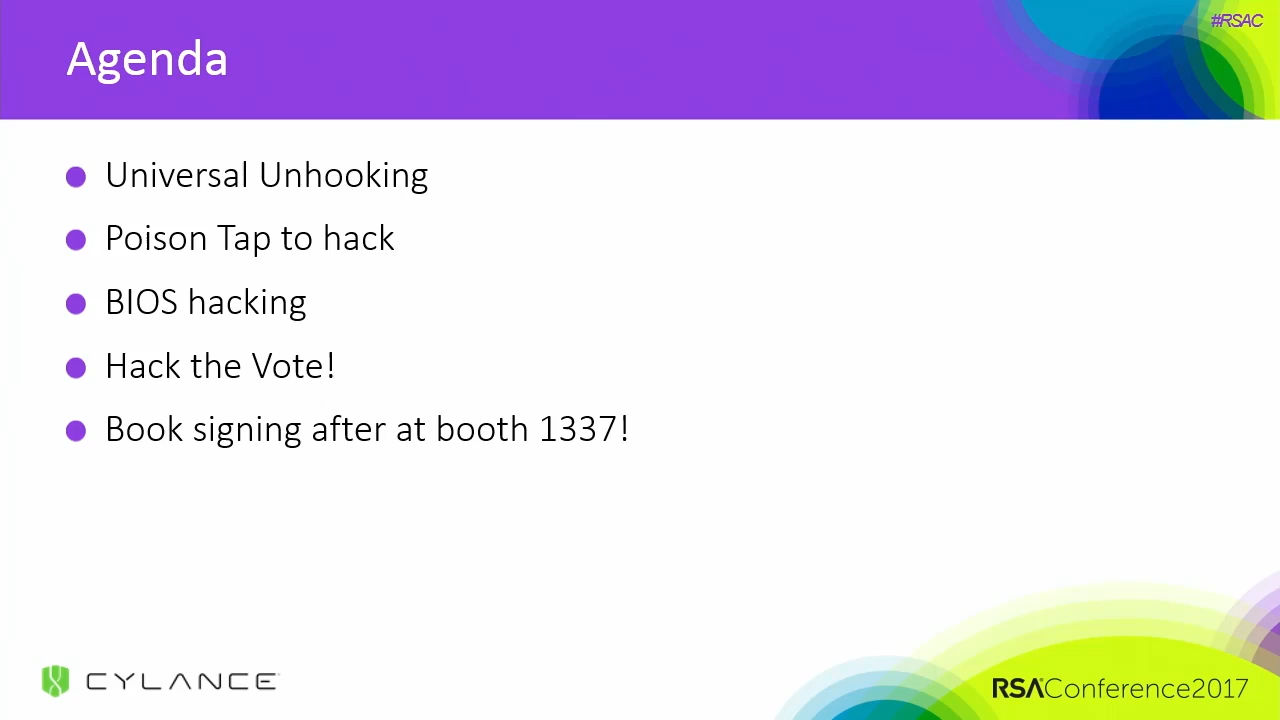 #RSAC
Agenda
Universal Unhooking
Poison Tap to hack
BIOS hacking
Hack the Vote!
Book signing after at booth 1337!
CYLANCE
RSAConference2017